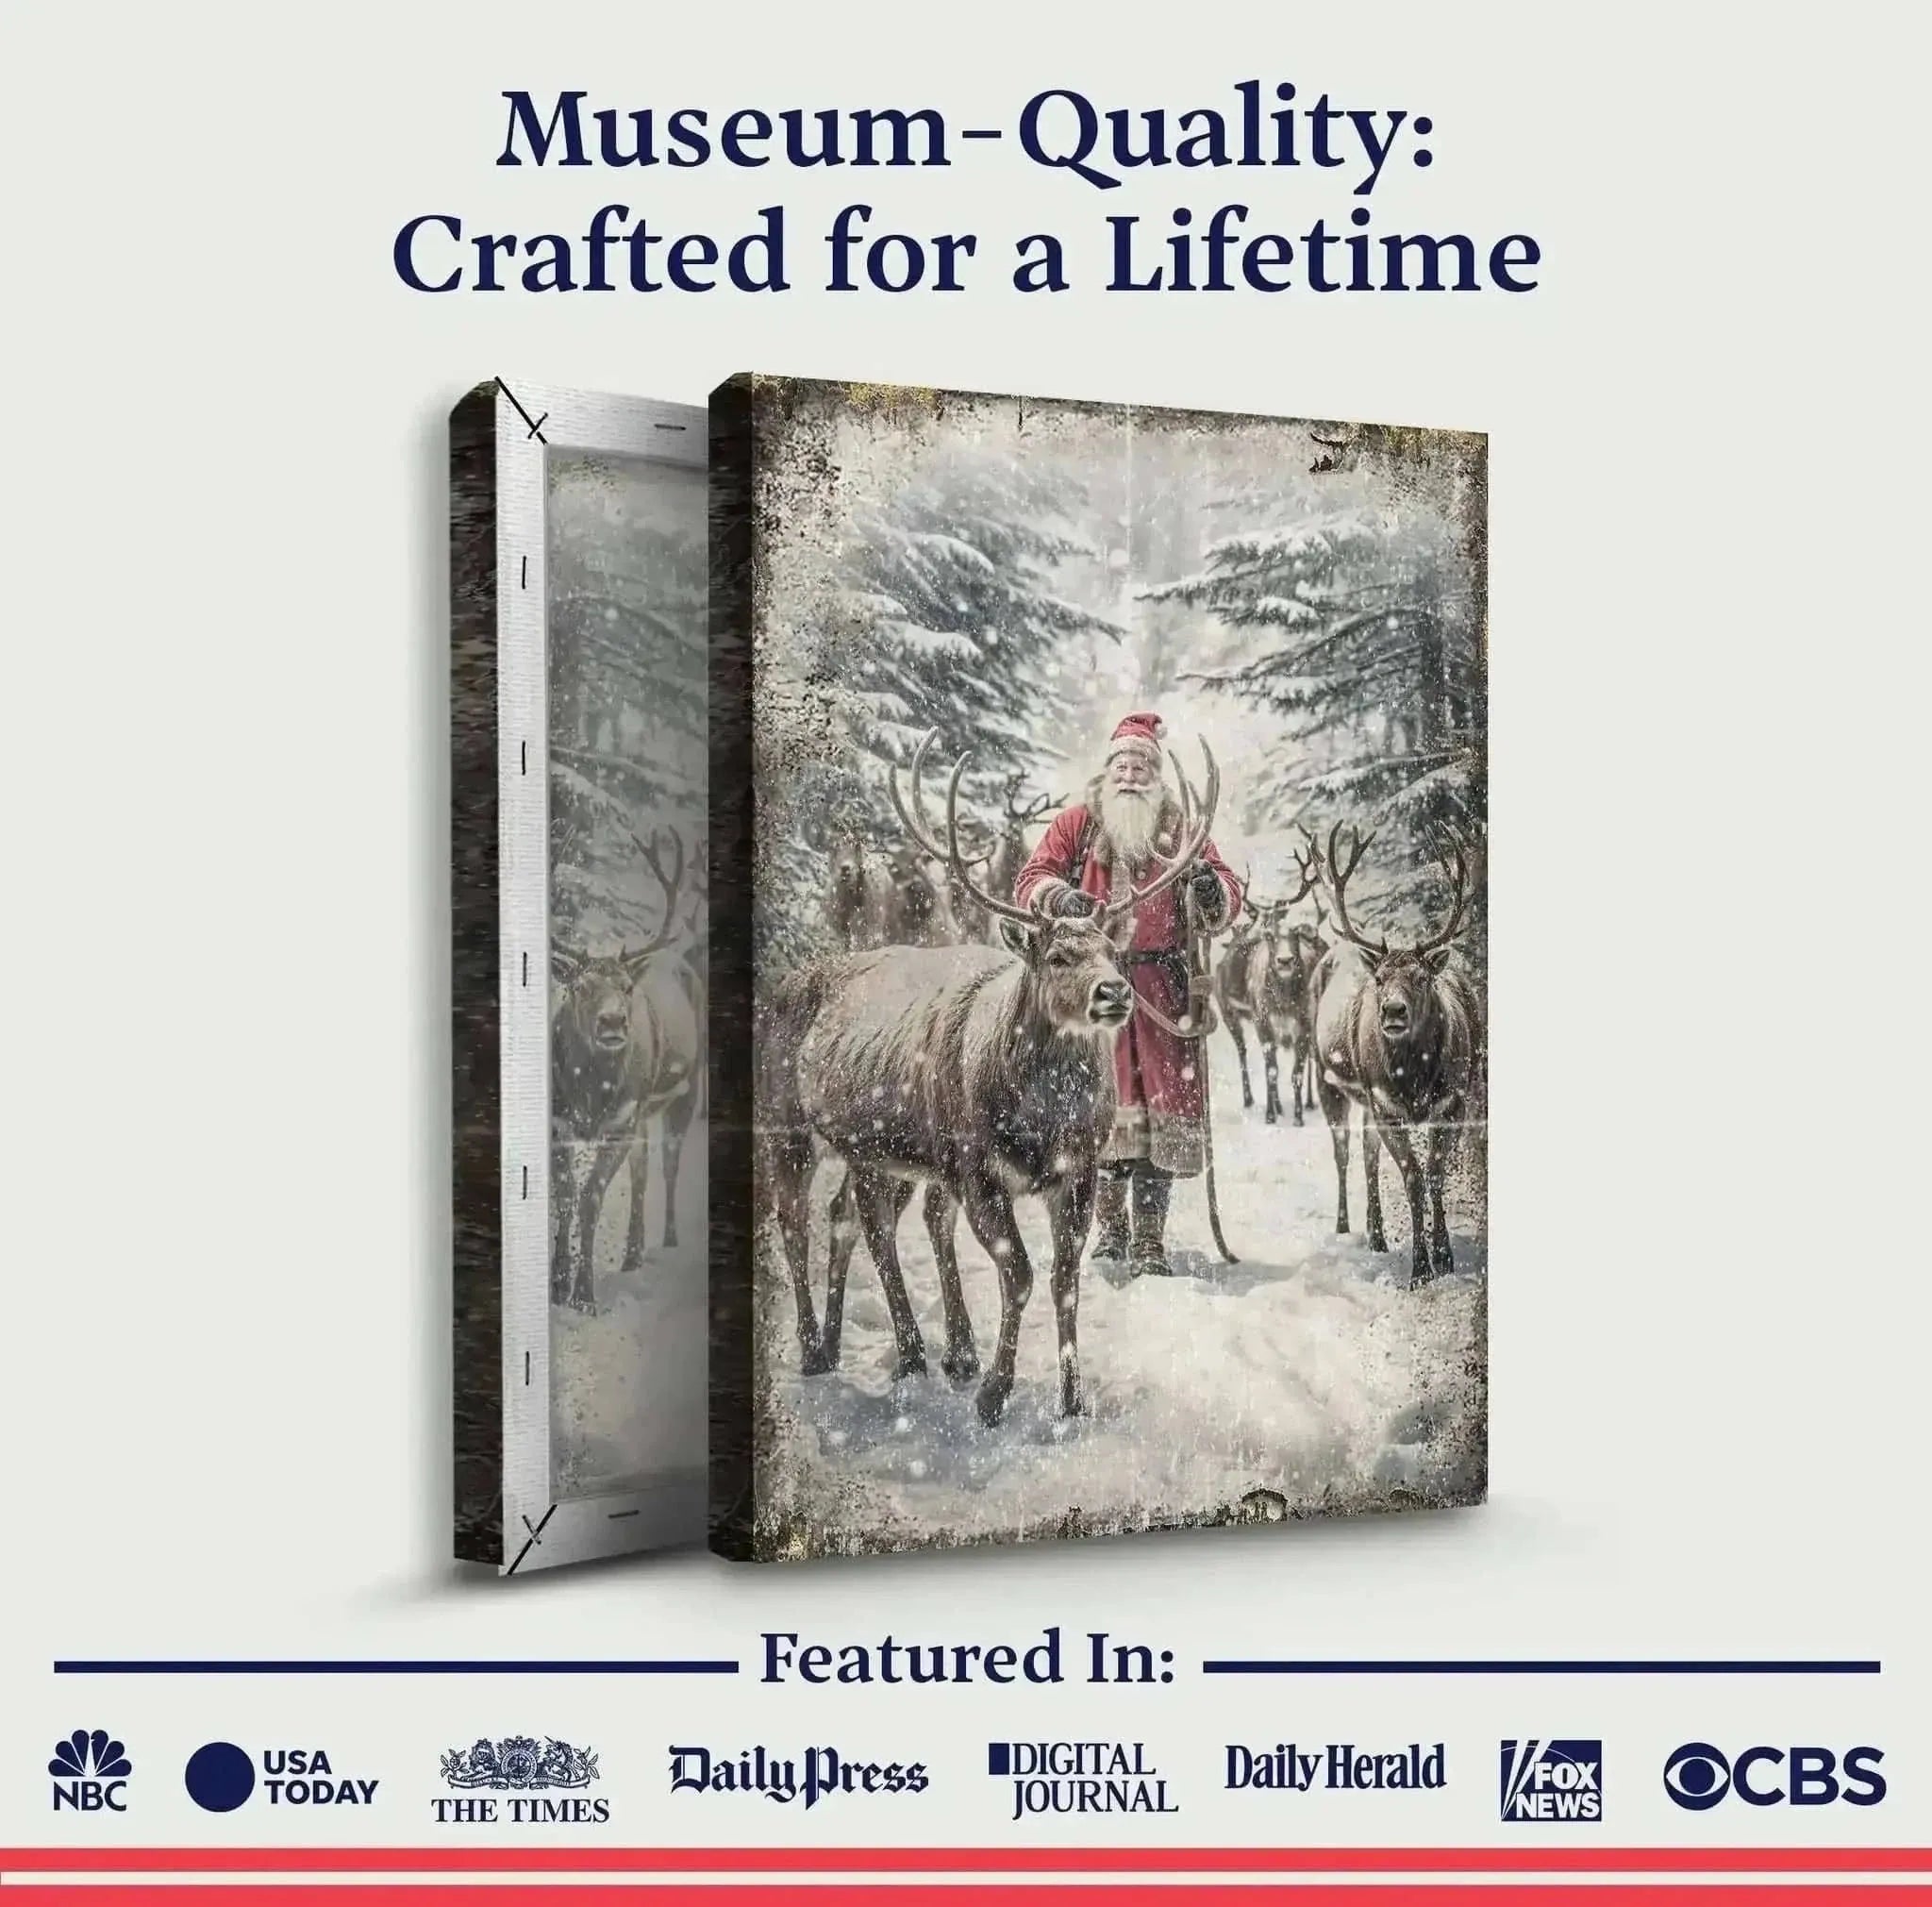 Museum-Quality:
Crafted for a Lifetime
Featured In:
NBC
USA
TODAY
THE TIMES
Daily Press
DIGITAL
JOURNAL
Daily Herald
FOX
NEWS
CBS